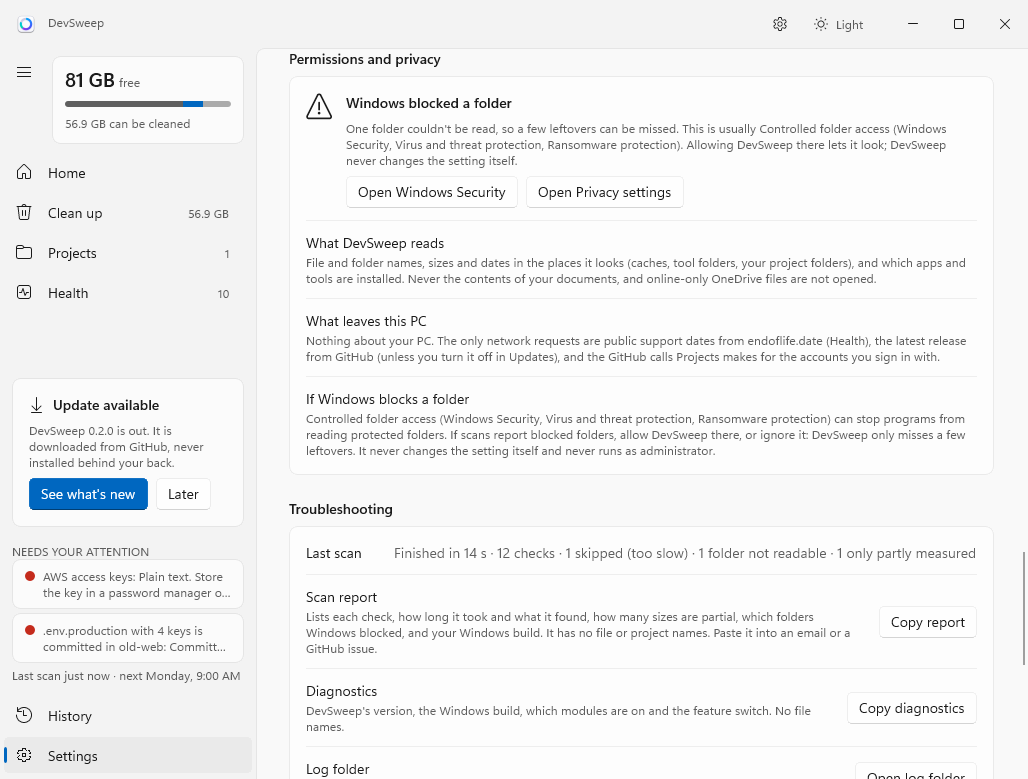 DevSweep
Light
81 GB free
56.9 GB can be cleaned
Home
Clean up 56.9 GB
Projects 1
Health 10
Update available
DevSweep 0.2.0 is out. It is
downloaded from GitHub, never
installed behind your back.
See what's new
Later
NEEDS YOUR ATTENTION
AWS access keys: Plain text. Store
the key in a password manager o...
.env.production with 4 keys is
committed in old-web: Committ...
Last scan just now · next Monday, 9:00 AM
History
Settings
Permissions and privacy
Windows blocked a folder
One folder couldn't be read, so a few leftovers can be missed. This is usually Controlled folder access (Windows
Security, Virus and threat protection, Ransomware protection). Allowing DevSweep there lets it look; DevSweep
never changes the setting itself.
Open Windows Security
Open Privacy settings
What DevSweep reads
File and folder names, sizes and dates in the places it looks (caches, tool folders, your project folders), and which apps and
tools are installed. Never the contents of your documents, and online-only OneDrive files are not opened.
What leaves this PC
Nothing about your PC. The only network requests are public support dates from endoflife.date (Health), the latest release
from GitHub (unless you turn it off in Updates), and the GitHub calls Projects makes for the accounts you sign in with.
If Windows blocks a folder
Controlled folder access (Windows Security, Virus and threat protection, Ransomware protection) can stop programs from
reading protected folders. If scans report blocked folders, allow DevSweep there, or ignore it: DevSweep only misses a few
leftovers. It never changes the setting itself and never runs as administrator.
Troubleshooting
Last scan Finished in 14 s · 12 checks · 1 skipped (too slow) · 1 folder not readable · 1 only partly measured
Scan report
Lists each check, how long it took and what it found, how many sizes are partial, which folders
Windows blocked, and your Windows build. It has no file or project names. Paste it into an email or a
GitHub issue.
Copy report
Diagnostics
DevSweep's version, the Windows build, which modules are on and the feature switch. No file
names.
Copy diagnostics
Log folder
Open log folder